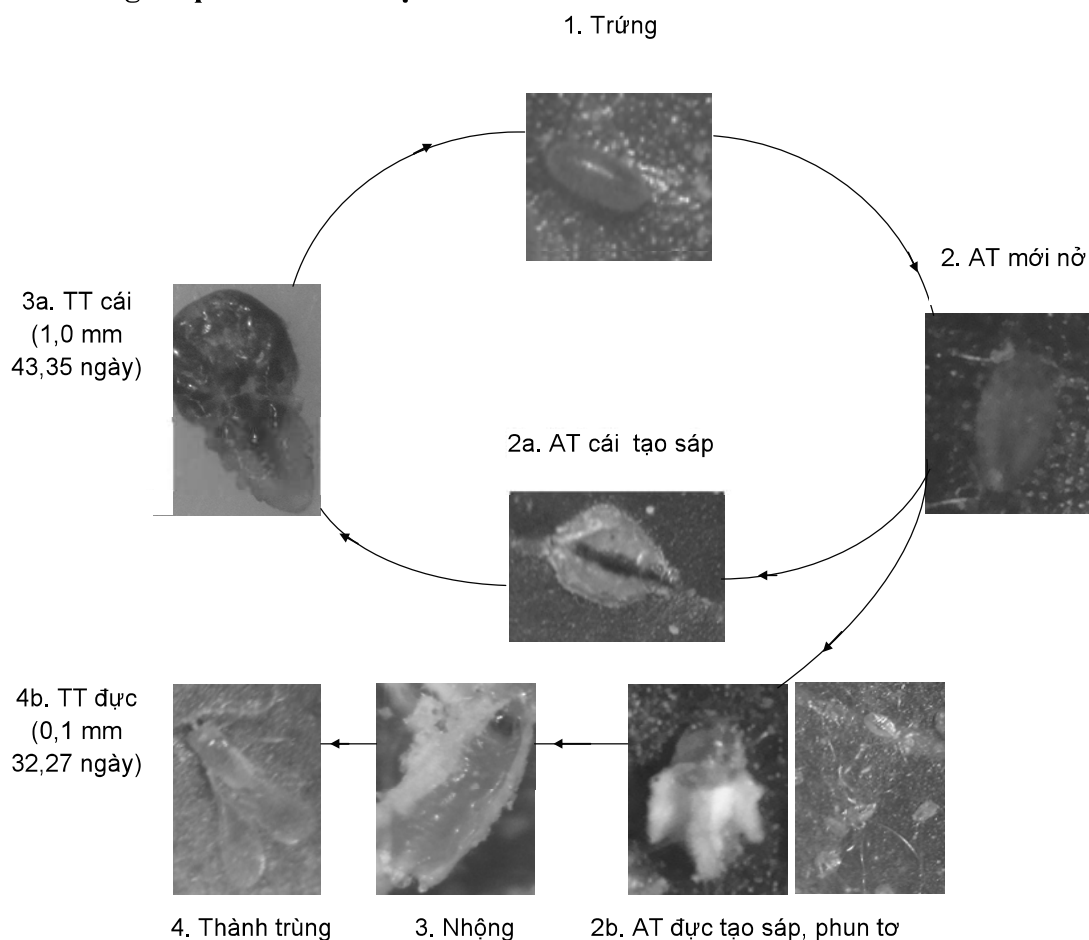 1. Trứng
2. AT mới nở
3a. TT cái
(1,0 mm
43,35 ngày)
2a. AT cái tạo sáp
4b. TT đực
(0,1 mm
32,27 ngày)
4. Thành trùng
3. Nhộng
2b. AT đực tạo sáp, phun tơ